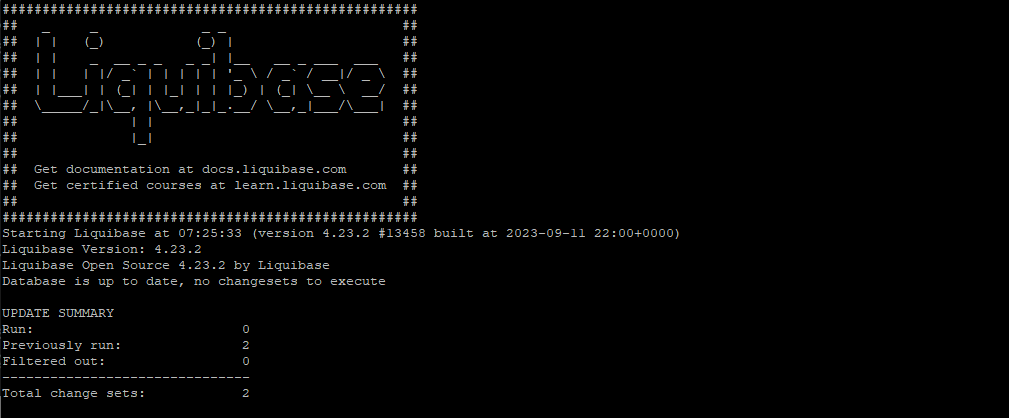 ####################################################
##   _     _             _ _                      ##
##  | |   (_)           (_) |                     ##
##  | |    _  __ _ _   _ _| |__   __ _ ___  ___   ##
##  | |   | |/ _` | | | | | '_ \ / _` / __|/ _ \  ##
##  | |___| | (_| | |_| | | |_) | (_| \__ \  __/  ##
##  \_____/_|\__, |\__,_|_|_.__/ \__,_|___/\___|  ##
##              | |                               ##
##              |_|                               ##
##                                                ##
##  Get documentation at docs.liquibase.com       ##
##  Get certified courses at learn.liquibase.com  ##
##                                                ##
####################################################
Starting Liquibase at 07:25:33 (version 4.23.2 #13458 built at 2023-09-11 22:00+0000)
Liquibase Version: 4.23.2
Liquibase Open Source 4.23.2 by Liquibase
Database is up to date, no changesets to execute

UPDATE SUMMARY
Run:                          0
Previously run:               2
Filtered out:                 0
-------------------------------
Total change sets:            2